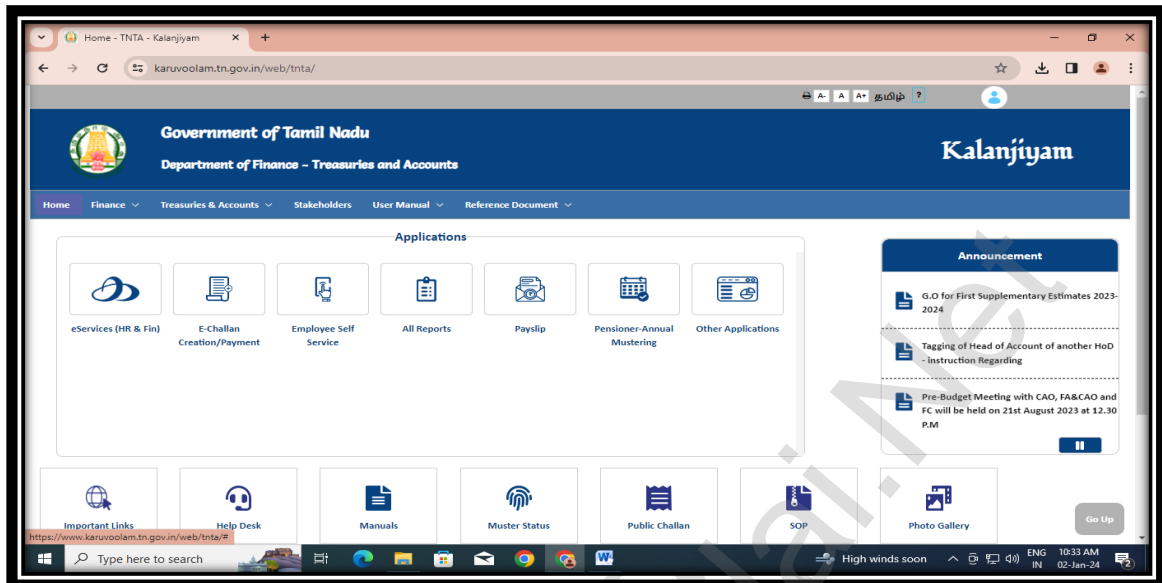 Home - TNTA - Kalanjiyam
karuvoolam.tn.gov.in/web/tnta/
A- A A+ தமிழ் ?
Government of Tamil Nadu
Department of Finance - Treasuries and Accounts
Kalanjiyam
Home Finance Treasuries & Accounts Stakeholders User Manual Reference Document
Applications
eServices (HR & Fin)
E-Challan
Creation/Payment
Employee Self
Service
All Reports
Payslip
Pensioner-Annual
Mustering
Other Applications
Announcement
G.O for First Supplementary Estimates 2023-
2024
Tagging of Head of Account of another HoD
- instruction Regarding
Pre-Budget Meeting with CAO, FA&CAO and
FC will be held on 21st August 2023 at 12.30
P.M
Important Links
Help Desk
Manuals
Muster Status
Public Challan
SOP
Photo Gallery
Go Up
https://www.karuvoolam.tn.gov.in/web/tnta/#
Type here to search
High winds soon
ENG
IN
10:33 AM
02-Jan-24
2